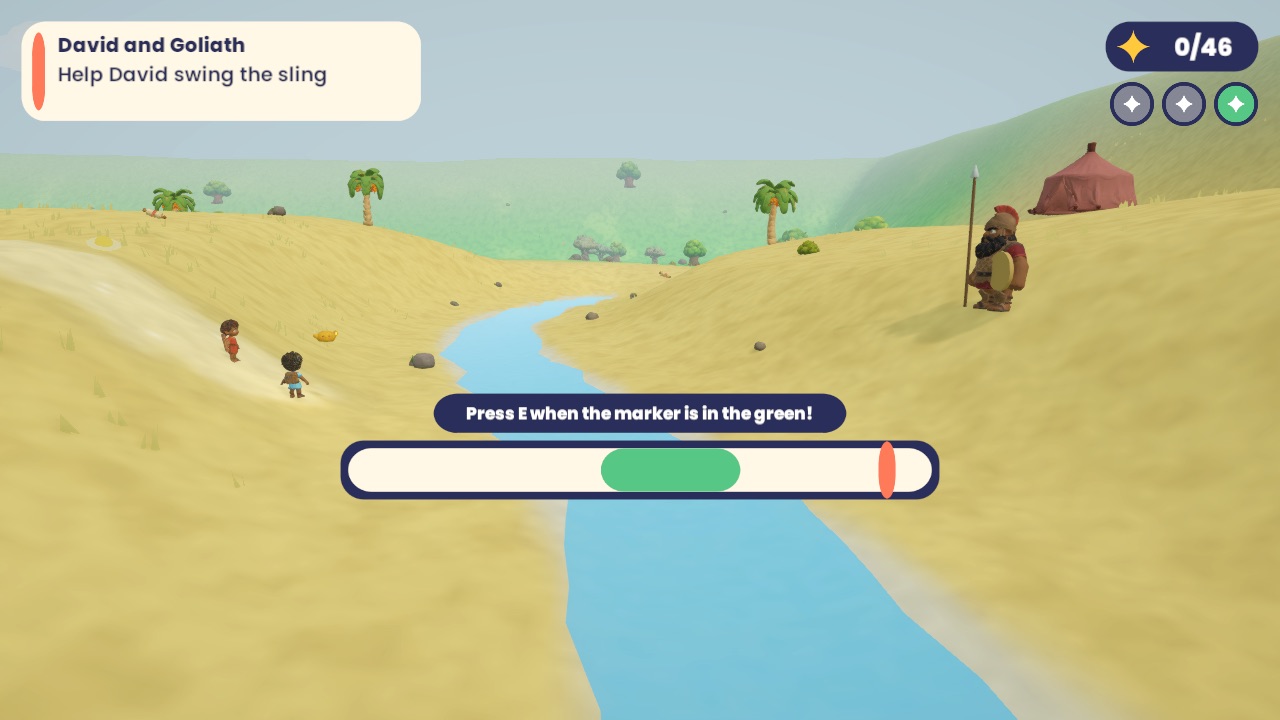 David and Goliath
Help David swing the sling
0/46
Press E when the marker is in the green!